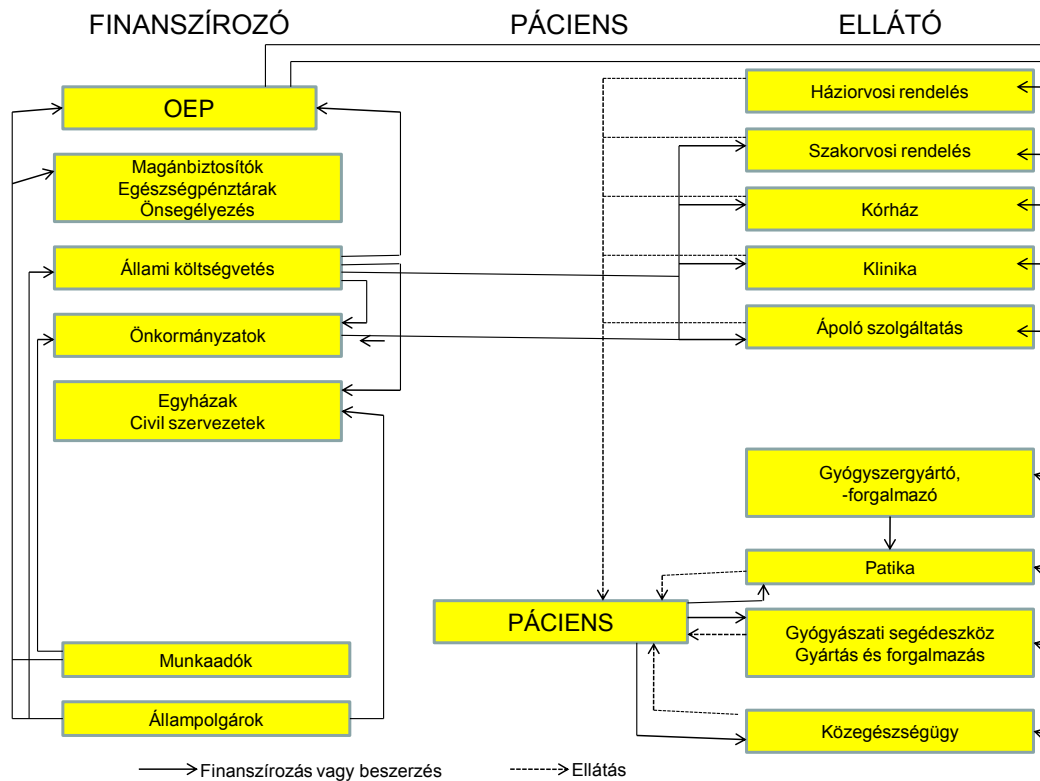 FINANSZÍROZÓ
PÁCIENS
ELLÁTÓ
OEP
Magánbiztosítók
Egészségpénztárak
Önsegélyezés
Állami költségvetés
Önkormányzatok
Egyházak
Civil szervezetek
Munkaadók
Állampolgárok
PÁCIENS
Háziorvosi rendelés
Szakorvosi rendelés
Kórház
Klinika
Ápoló szolgáltatás
Gyógyszergyártó,
-forgalmazó
Patika
Gyógyászati segédeszköz
Gyártás és forgalmazás
Közegészségügy
Finanszírozás vagy beszerzés
Ellátás